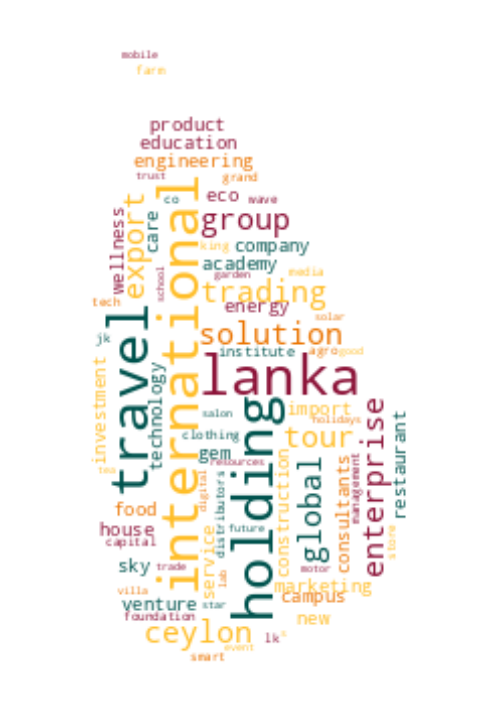 mobile
farm
product
education
engineering
trust
grand
international
co
eco
wave
wellness
export
care
group
king
company
academy
school
garden
media
trading
tech
energy
travel
solar
jk
solution
institute
agro
good
investment
technology
lanka
holding
salon
import
holidays
clothing
tour
enterprise
restaurant
gem
resources
tea
digital
distributors
construction
global
consultants
management
food
house
capital
service
future
store
sky
trade
lab
motor
villa
marketing
campus
venture
star
foundation
new
ceylon
lk
s
event
smart